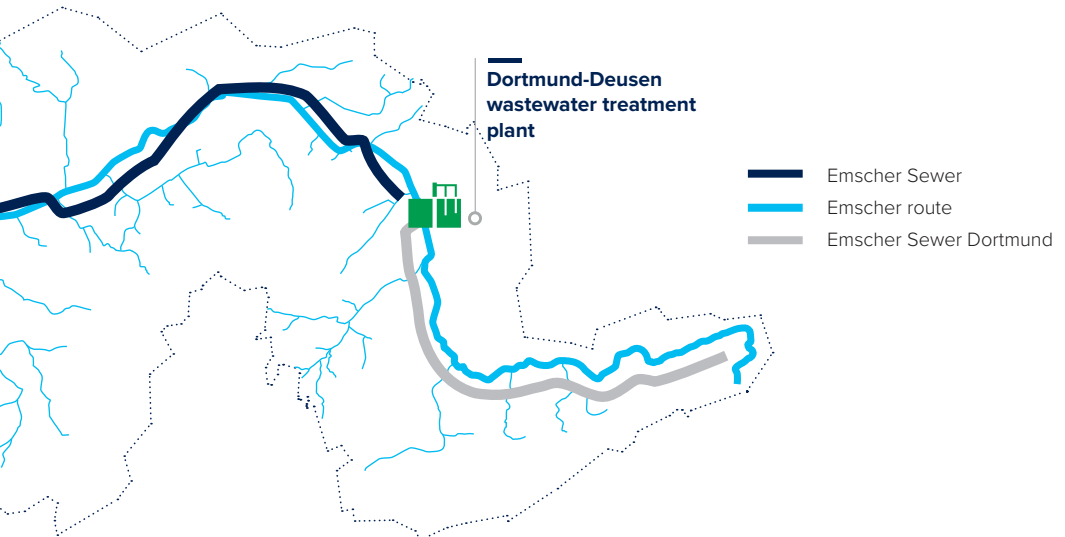 Dortmund-Deusen
wastewater treatment
plant
Emscher Sewer
Emscher route
Emscher Sewer Dortmund